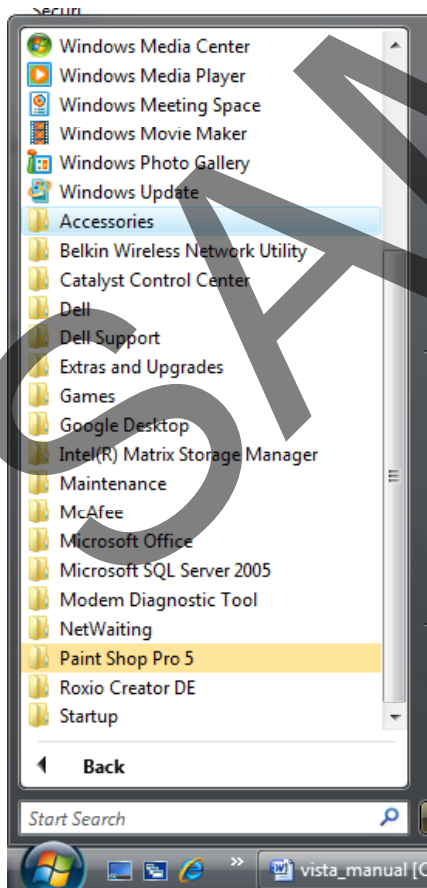 Securi
Windows Media Center
Windows Media Player
Windows Meeting Space
Windows Movie Maker
Windows Photo Gallery
Windows Update
Accessories
Belkin Wireless Network Utility
Catalyst Control Center
Dell
Dell Support
Extras and Upgrades
Games
Google Desktop
Intel(R) Matrix Storage Manager
Maintenance
McAfee
Microsoft Office
Microsoft SQL Server 2005
Modem Diagnostic Tool
NetWaiting
Paint Shop Pro 5
Roxio Creator DE
Startup
Back
Start Search
» vista_manual [C
SA